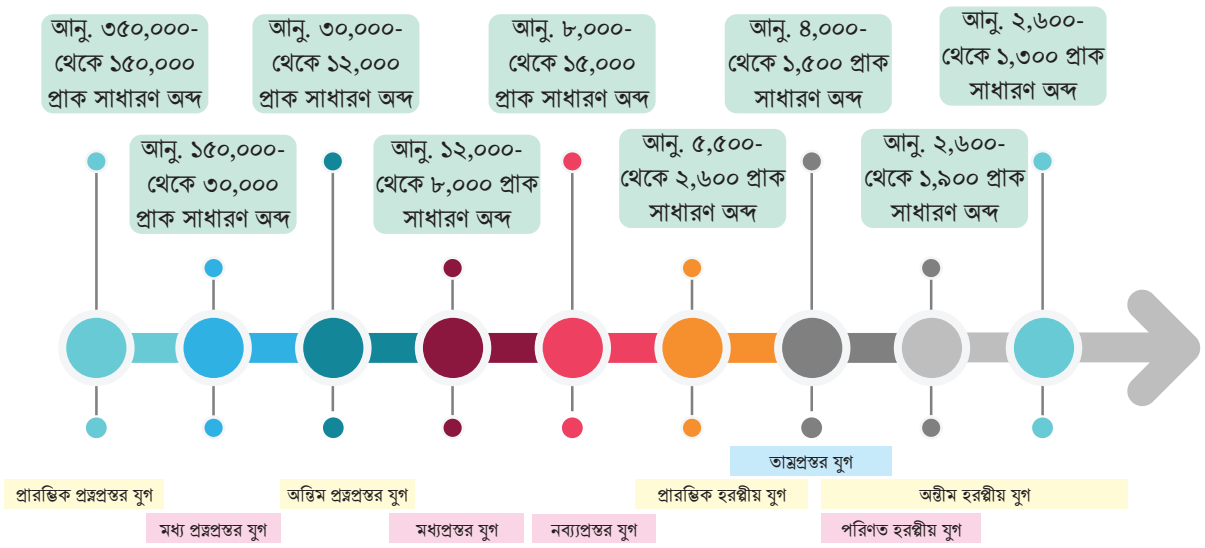 আনু. ৩৫০,০০০-
থেকে ১৫০,০০০
প্রাক সাধারণ অব্দ
আনু. ১৫০,০০০-
থেকে ৩০,০০০
প্রাক সাধারণ অব্দ
আনু. ৩০,০০০-
থেকে ১২,০০০
প্রাক সাধারণ অব্দ
আনু. ১২,০০০-
থেকে ৮,০০০ প্রাক
সাধারণ অব্দ
আনু. ৮,০০০-
থেকে ১৫,০০০
প্রাক সাধারণ অব্দ
আনু. ৫,৫০০-
থেকে ২,৬০০ প্রাক
সাধারণ অব্দ
আনু. ৪,০০০-
থেকে ১,৫০০ প্রাক
সাধারণ অব্দ
আনু. ২,৬০০-
থেকে ১,৯০০ প্রাক
সাধারণ অব্দ
আনু. ২,৬০০-
থেকে ১,৩০০ প্রাক
সাধারণ অব্দ
প্রারম্ভিক প্রত্নপ্রস্তর যুগ
মধ্য প্রত্নপ্রস্তর যুগ
অন্তিম প্রত্নপ্রস্তর যুগ
মধ্যপ্রস্তর যুগ
নব্য্যপ্রস্তর যুগ
প্রারম্ভিক হরপ্পীয় যুগ
তাম্রপ্রস্তর যুগ
পরিণত হরপ্পীয় যুগ
অন্তীম হরপ্পীয় যুগ